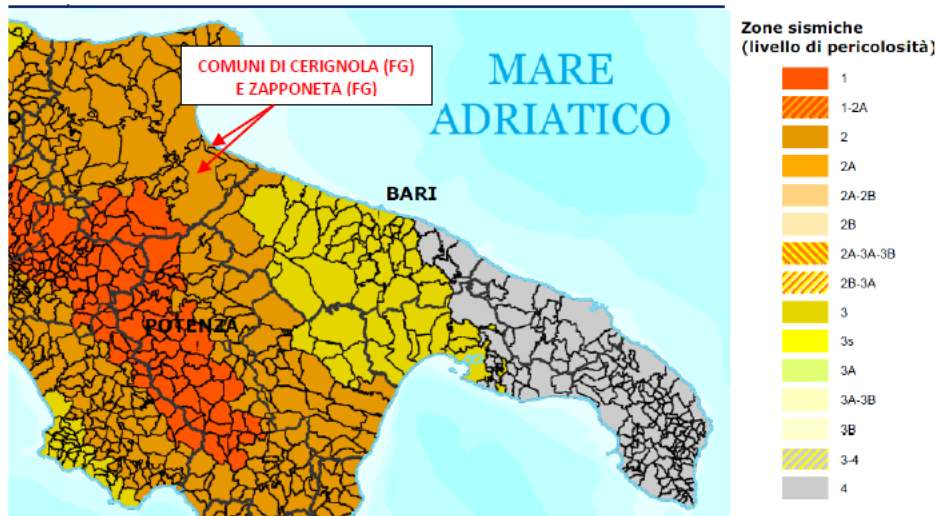 COMUNI DI CERIGNOLA (FG)
E ZAPPONETA (FG)
MARE
ADRIATICO
BARI
POTENZA
Zone sismiche
(livello di pericolosità)
1
1-2A
2
2A
2A-2B
2B
2A-3A-3B
2B-3A
3
3s
3A
3A-3B
3B
3-4
4